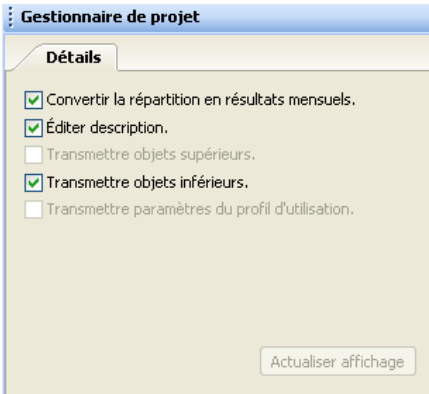 Gestionnaire de projet
Détails
Convertir la répartition en résultats mensuels.
Éditer description.
Transmettre objets supérieurs.
Transmettre objets inférieurs.
Transmettre paramètres du profil d'utilisation.
Actualiser affichage